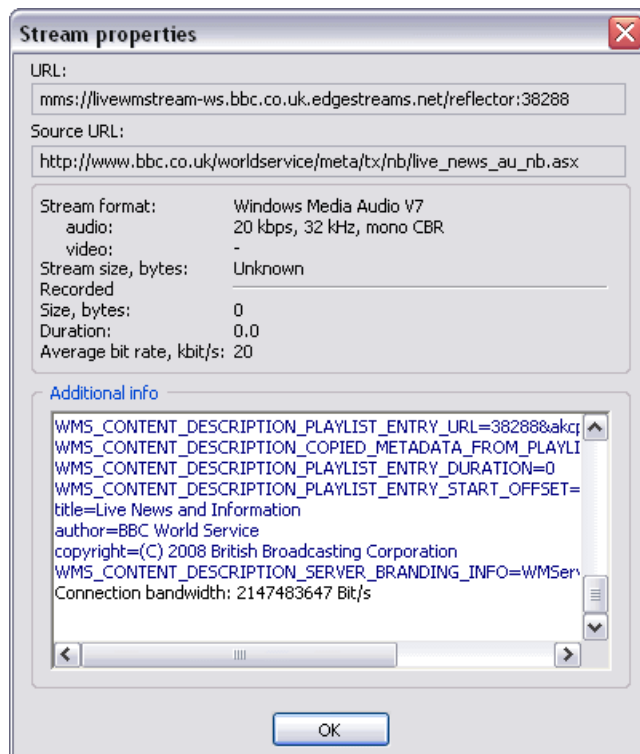 Stream properties
URL:
mms://livewmstream-ws.bbc.co.uk.edgestreams.net/reflector:38288
Source URL:
http://www.bbc.co.uk/worldservice/meta/tx/nb/live_news_au_nb.asx
Stream format: Windows Media Audio V7
audio: 20 kbps, 32 kHz, mono CBR
video: -
Stream size, bytes: Unknown
Recorded
Size, bytes: 0
Duration: 0.0
Average bit rate, kbit/s: 20
Additional info
WMS_CONTENT_DESCRIPTION_PLAYLIST_ENTRY_URL=38288&akcp
WMS_CONTENT_DESCRIPTION_COPIED_METADATA_FROM_PLAYLI
WMS_CONTENT_DESCRIPTION_PLAYLIST_ENTRY_DURATION=0
WMS_CONTENT_DESCRIPTION_PLAYLIST_ENTRY_START_OFFSET=
title=Live News and Information
author=BBC World Service
copyright=(C) 2008 British Broadcasting Corporation
WMS_CONTENT_DESCRIPTION_SERVER_BRANDING_INFO=WMServ
Connection bandwidth: 2147483647 Bit/s
OK